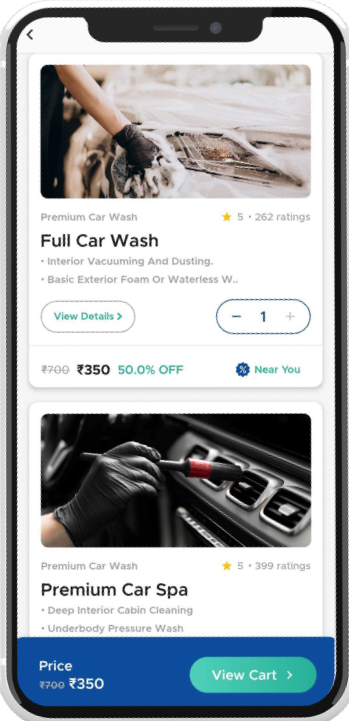 Premium Car Wash
5 • 262 ratings
Full Car Wash
• Interior Vacuuming And Dusting.
• Basic Exterior Foam Or Waterless W..
View Details
− 1 +
₹700 ₹350 50.0% OFF
Near You
Premium Car Wash
5 • 399 ratings
Premium Car Spa
• Deep Interior Cabin Cleaning
• Underbody Pressure Wash
Price
₹700 ₹350
View Cart